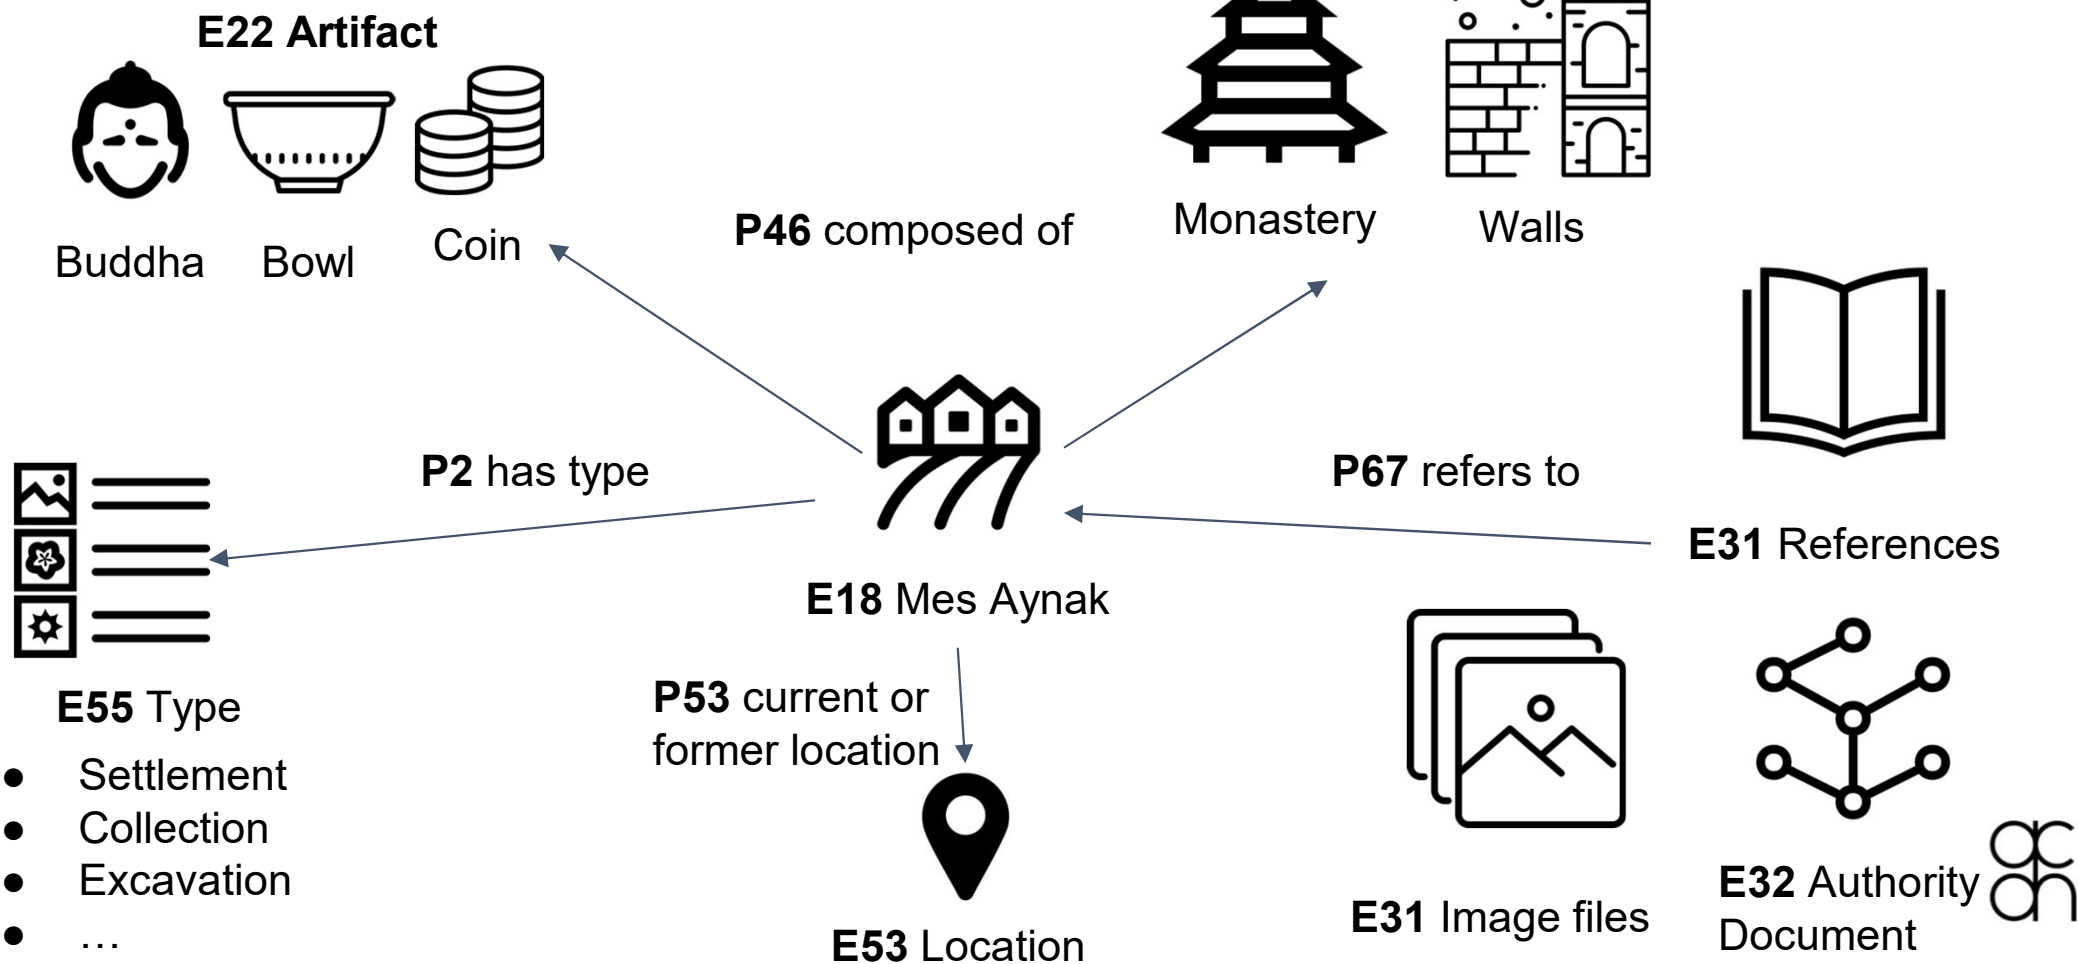 E22 Artifact
Buddha
Bowl
Coin
P46 composed of
Monastery
Walls
P2 has type
P67 refers to
E31 References
E18 Mes Aynak
E55 Type
● Settlement
● Collection
● Excavation
● …
P53 current or
former location
E53 Location
E31 Image files
E32 Authority
Document
ac
an